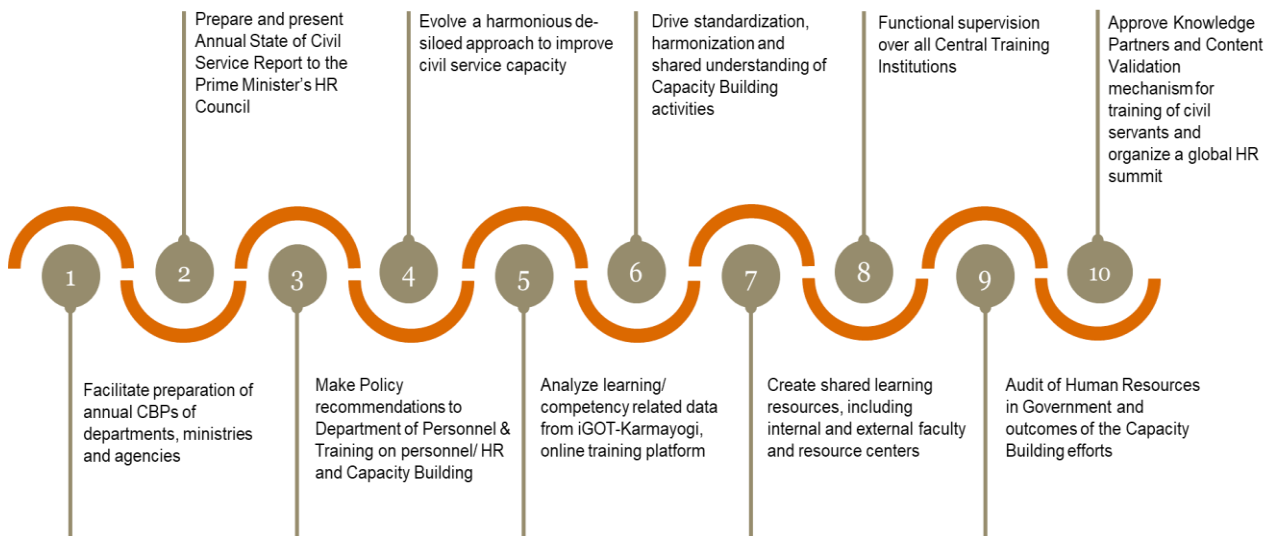 Prepare and present
Annual State of Civil
Service Report to the
Prime Minister's HR
Council
Evolve a harmonious de-
siloed approach to improve
civil service capacity
Drive standardization,
harmonization and
shared understanding of
Capacity Building
activities
Functional supervision
over all Central Training
Institutions
Approve Knowledge
Partners and Content
Validation
mechanism for
training of civil
servants and
organize a global HR
summit
1
2
3
4
5
6
7
8
9
10
Facilitate preparation of
annual CBPs of
departments, ministries
and agencies
Make Policy
recommendations to
Department of Personnel &
Training on personnel/ HR
and Capacity Building
Analyze learning/
competency related data
from iGOT-Karmayogi,
online training platform
Create shared learning
resources, including
internal and external faculty
and resource centers
Audit of Human Resources
in Government and
outcomes of the Capacity
Building efforts